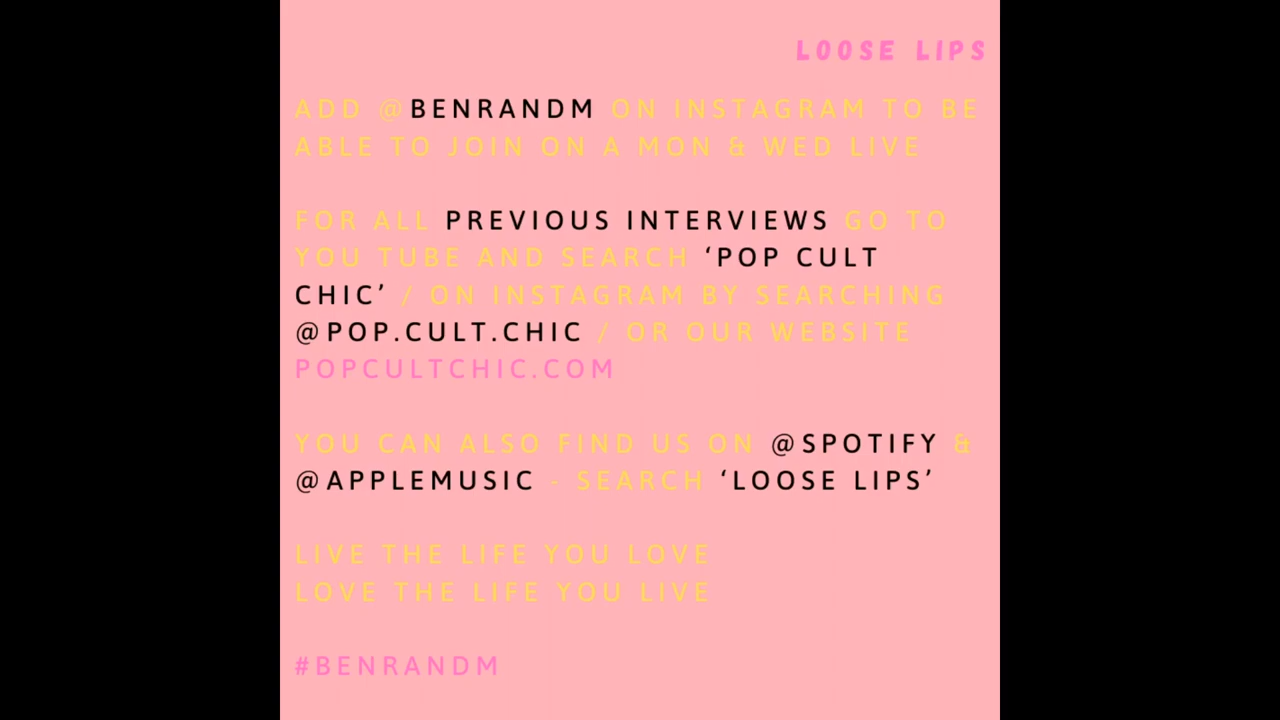 LOOSE LIPS
ADD @BENRANDM ON INSTAGRAM TO BE
ABLE TO JOIN ON A MON & WED LIVE
FOR ALL PREVIOUS INTERVIEWS GO TO
YOU TUBE AND SEARCH ‘POP CULT
CHIC’ / ON INSTAGRAM BY SEARCHING
@POP.CULT.CHIC / OR OUR WEBSITE
POPCULTCHIC.COM
YOU CAN ALSO FIND US ON @SPOTIFY &
@APPLEMUSIC - SEARCH ‘LOOSE LIPS’
LIVE THE LIFE YOU LOVE
LOVE THE LIFE YOU LIVE
#BENRANDM